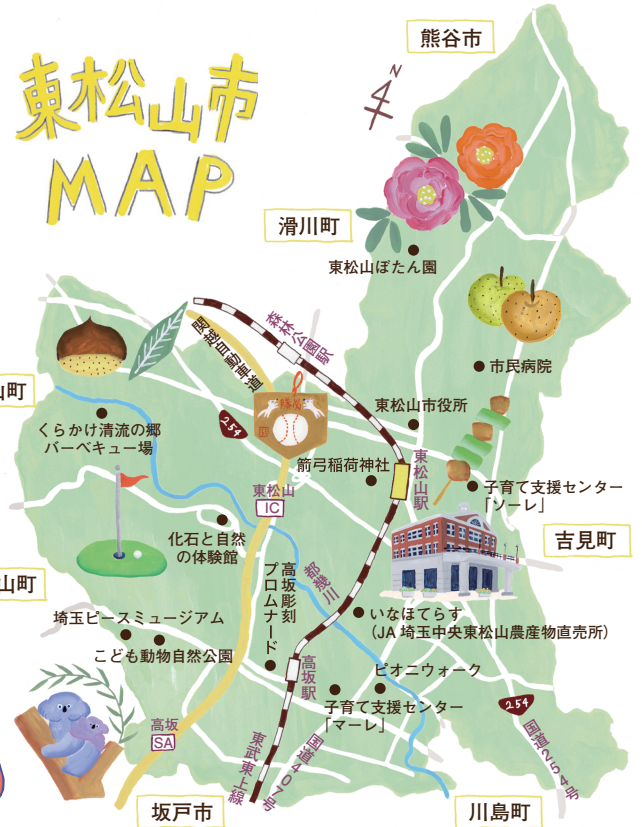 東松山市
MAP
熊谷市
N
滑川町
東松山ぼたん園
森林公園駅
関越自動車道
市民病院
山町
くらかけ清流の郷
バーベキュー場
254
東松山市役所
箭弓稲荷神社
東松山駅
子育て支援センター
「ソーレ」
東松山
IC
化石と自然
の体験館
吉見町
山町
都幾川
高坂彫刻
プロムナード
いなほてらす
(JA 埼玉中央東松山農産物直売所)
埼玉ピースミュージアム
こども動物自然公園
高坂駅
ピオニウォーク
子育て支援センター
「マーレ」
254
国道254号
高坂
SA
東武東上線
国道407号
坂戸市
川島町